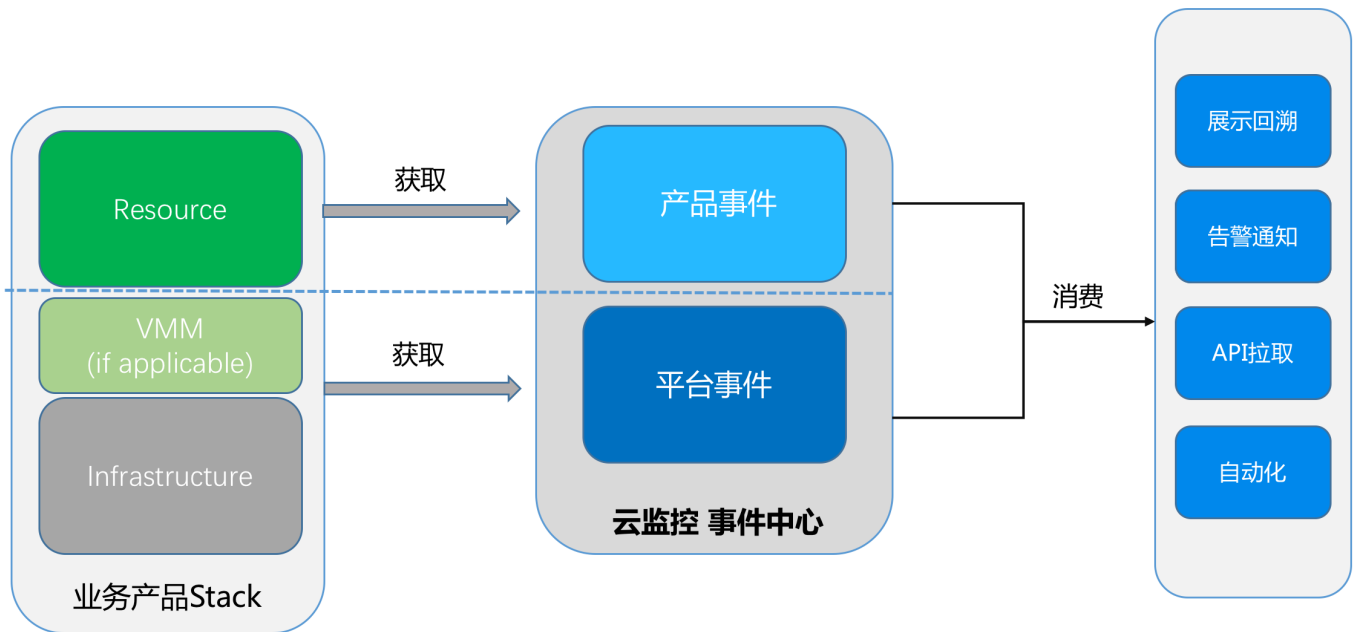 Resource
VMM
(if applicable)
Infrastructure
业务产品Stack
获取
获取
产品事件
平台事件
云监控 事件中心
消费
展示回溯
告警通知
API拉取
自动化